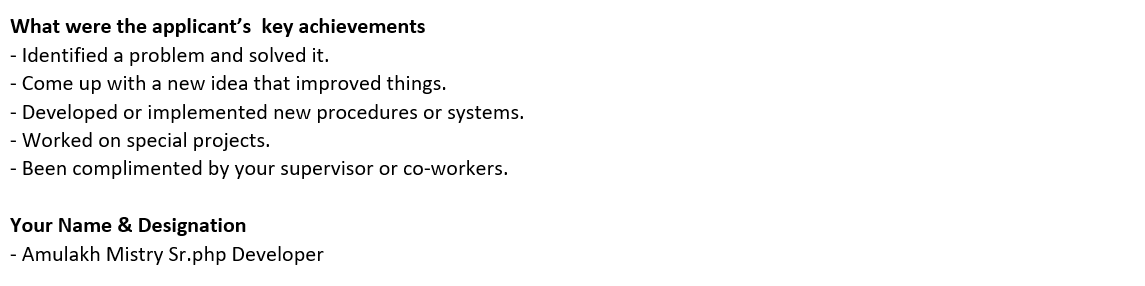 What were the applicant’s  key achievements
- Identified a problem and solved it.
- Come up with a new idea that improved things.
- Developed or implemented new procedures or systems.
- Worked on special projects.
- Been complimented by your supervisor or co-workers.
Your Name & Designation
- Amulakh Mistry Sr.php Developer